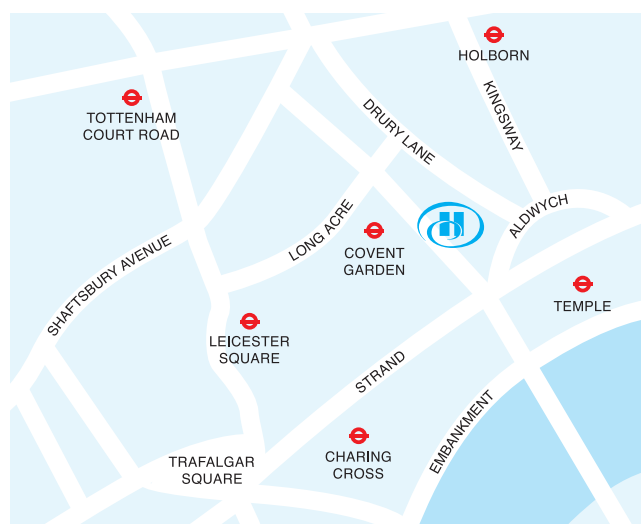 HOLBORN
TOTTENHAM
COURT ROAD
KINGSWAY
DRURY LANE
ALDWYCH
LONG ACRE
COVENT
GARDEN
SHAFTSBURY AVENUE
TEMPLE
LEICESTER
SQUARE
STRAND
EMBANKMENT
CHARING
CROSS
TRAFALGAR
SQUARE
H